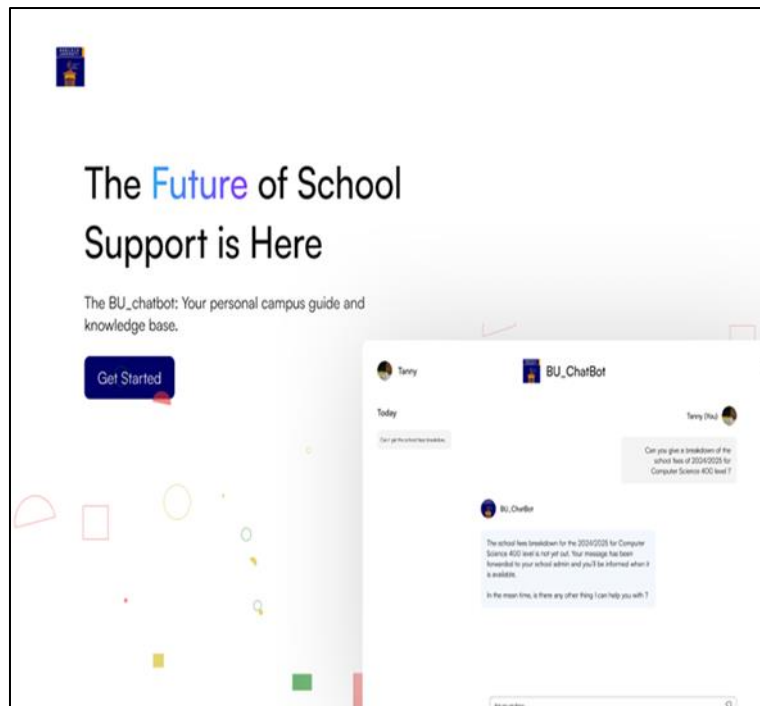 The Future of School
Support is Here
The BU_chatbot: Your personal campus guide and
knowledge base.
Get Started
Tanny
BU_ChatBot
Today
Tanny (You)
Can you give a breakdown of the
school fees of 2024/2025 for
Computer Science 400 level ?
BU_ChatBot
The school fees breakdown for the 2024/2025 for Computer
Science 400 level is not yet out. Your message has been
forwarded to your school admin and you'll be informed when it
is available.
In the mean time, is there any other thing I can help you with ?